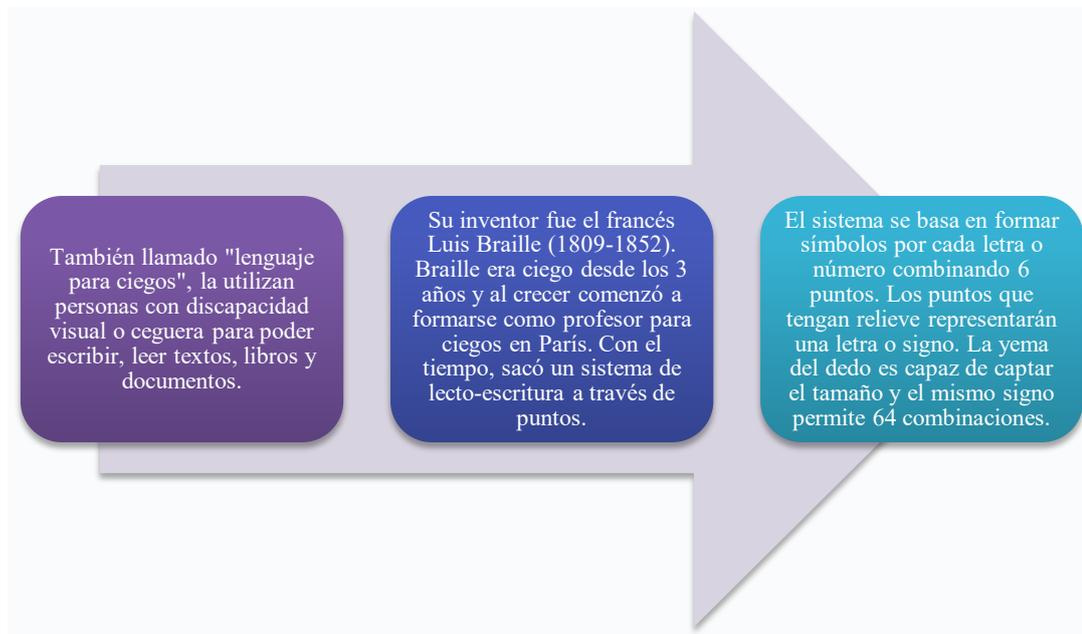 También llamado "lenguaje
para ciegos", la utilizan
personas con discapacidad
visual o ceguera para poder
escribir, leer textos, libros y
documentos.
Su inventor fue el francés
Luis Braille (1809-1852).
Braille era ciego desde los 3
años y al crecer comenzó a
formarse como profesor para
ciegos en París. Con el
tiempo, sacó un sistema de
lecto-escritura a través de
puntos.
El sistema se basa en formar
símbolos por cada letra o
número combinando 6
puntos. Los puntos que
tengan relieve representarán
una letra o signo. La yema
del dedo es capaz de captar
el tamaño y el mismo signo
permite 64 combinaciones.